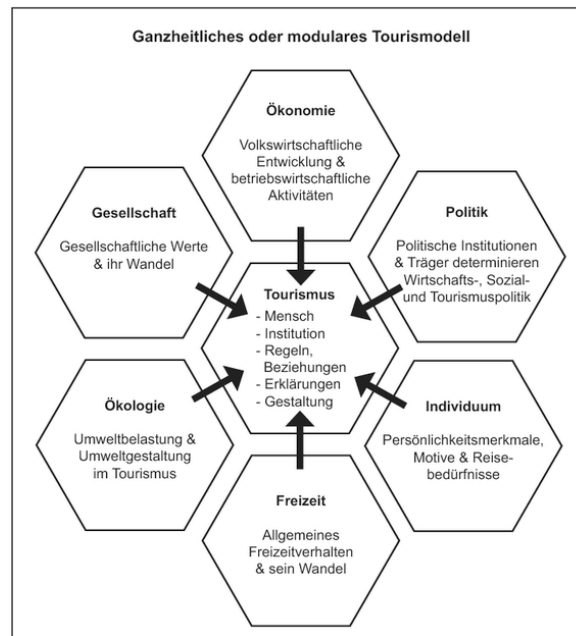 Ganzheitliches oder modulares Tourismodell
Ökonomie
Volkswirtschaftliche
Entwicklung &
betriebswirtschaftliche
Aktivitäten
Gesellschaft
Gesellschaftliche Werte
& ihr Wandel
Politik
Politische Institutionen
& Träger determinieren
Wirtschafts-, Sozial-
und Tourismuspolitik
Tourismus
- Mensch
- Institution
- Regeln,
Beziehungen
- Erklärungen
- Gestaltung
Ökologie
Umweltbelastung &
Umweltgestaltung
im Tourismus
Individuum
Persönlichkeitsmerkmale,
Motive & Reise-
bedürfnisse
Freizeit
Allgemeines
Freizeitverhalten
& sein Wandel